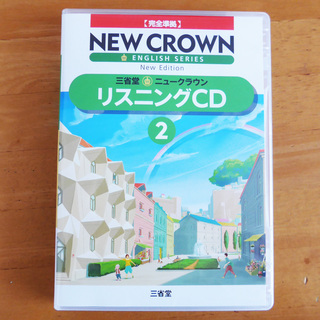 【完全準拠】
NEW CROWN
ENGLISH SERIES
New Edition
三省堂 ニュークラウン
リスニングCD
2
三省堂